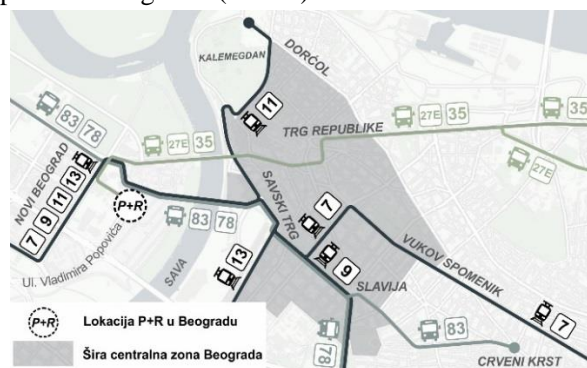 KALEMEGDAN
DORĆOL
11
TRG REPUBLIKE
27E 35
35
83 78
27E 35
27E
NOVI BEOGRAD
7 9 11 13
P+R
83 78
SAVSKI TRG
7
9
VUKOV SPOMENIK
Ul. Vladimira Popovića
SAVA
13
SLAVIJA
7
83
78
CRVENI KRST
P+R Lokacija P+R u Beogradu
Šira centralna zona Beograda